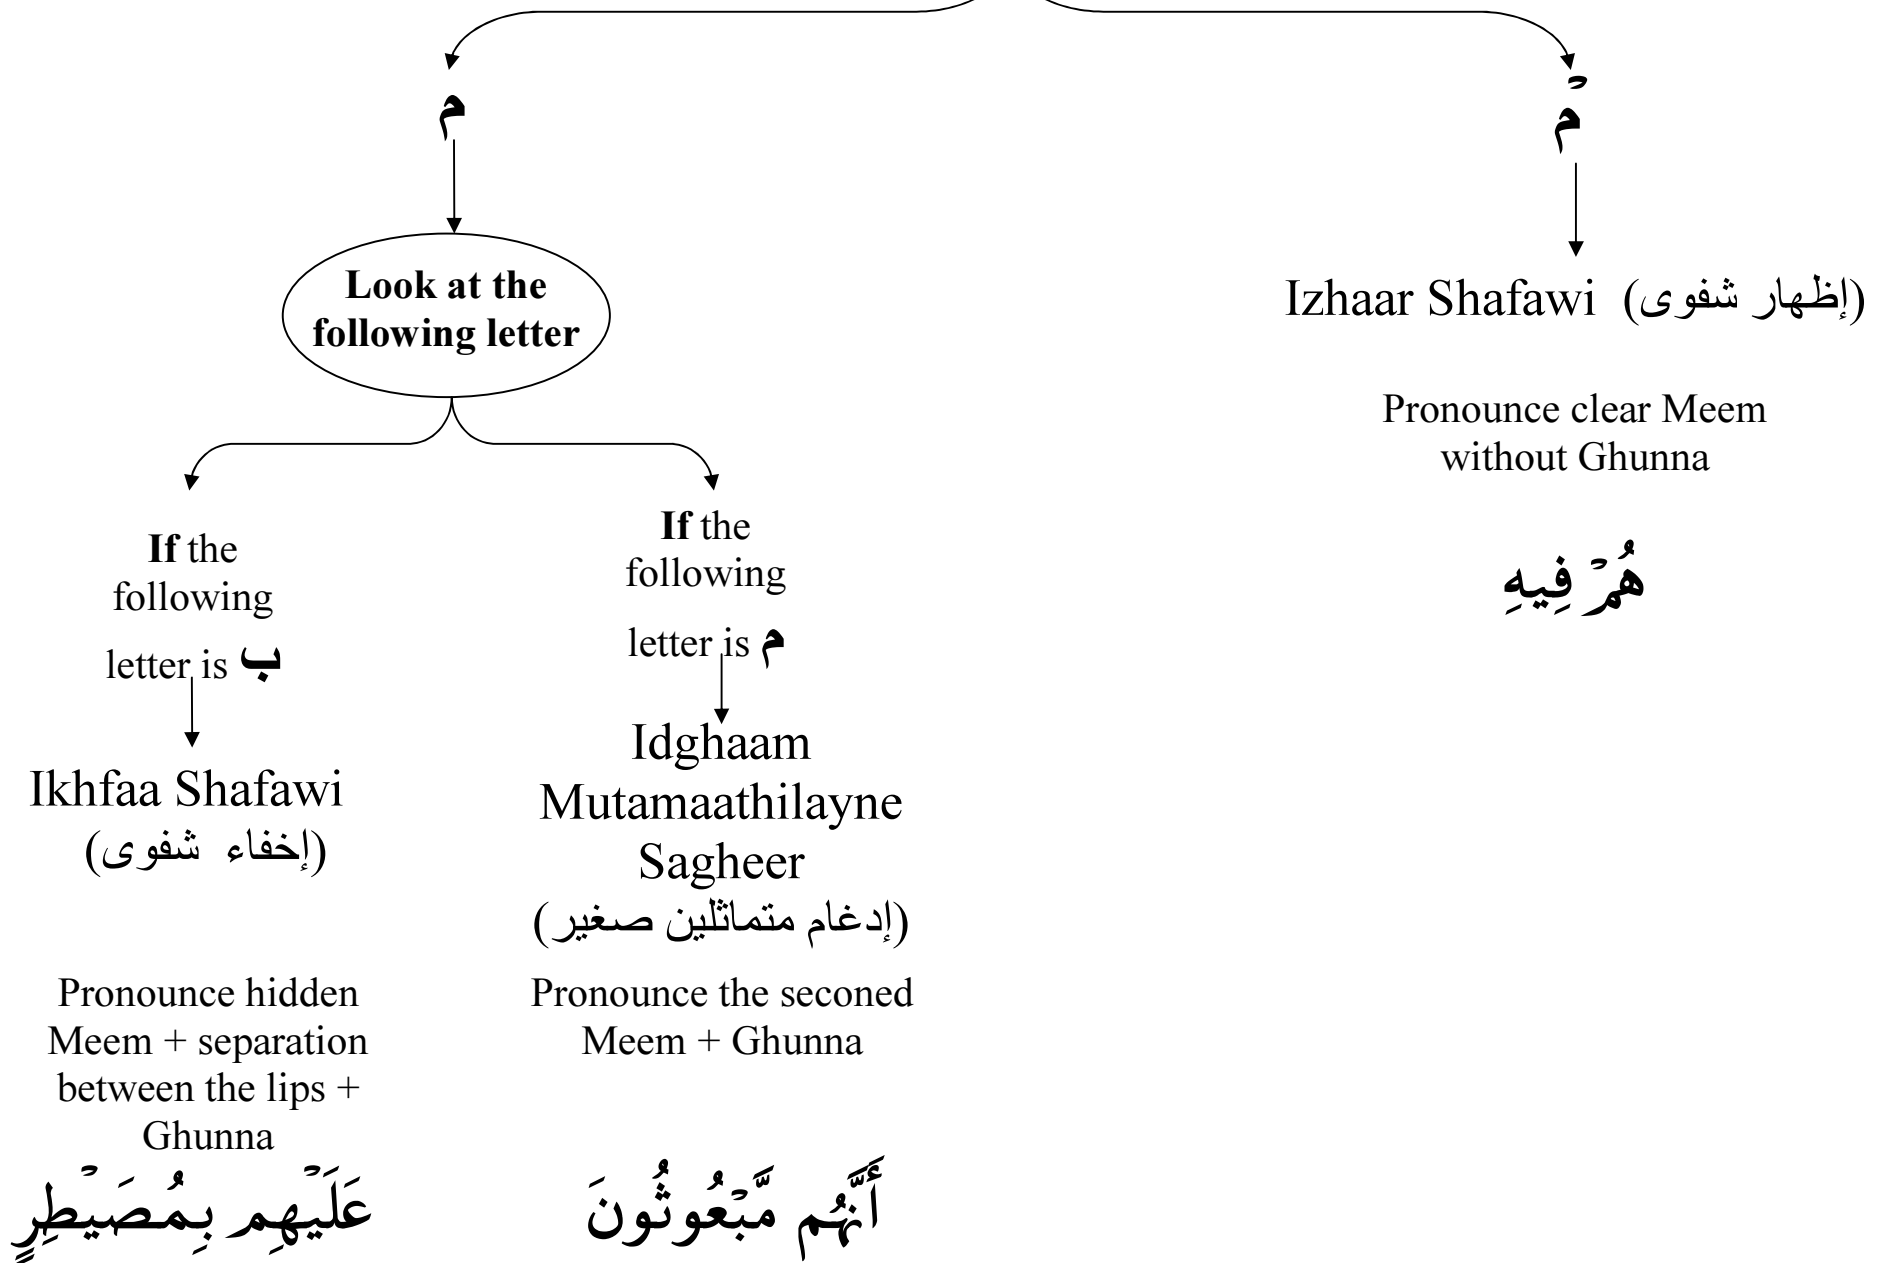 م
مۡ
Look at the
following letter
Izhaar Shafawi (إظهار شفوى)
Pronounce clear Meem
without Ghunna
هُمۡ فِيهِ
If the
following
letter is ب
Ikhfaa Shafawi
(إخفاء شفوى)
Pronounce hidden
Meem + separation
between the lips +
Ghunna
عَلَيۡهِم بِمُصَيۡطِرٍ
If the
following
letter is م
Idghaam
Mutamaathilayne
Sagheer
(إدغام متماثلين صغير)
Pronounce the seconed
Meem + Ghunna
أَنَّهُم مَّبۡعُوثُونَ